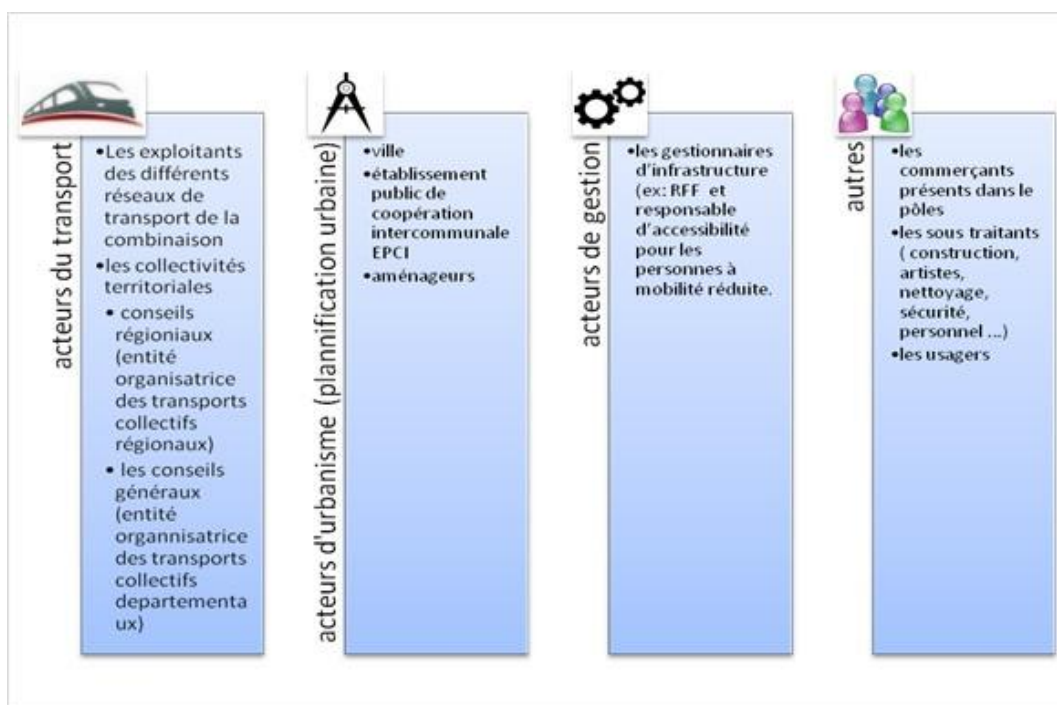 acteurs du transport
•Les exploitants
des différents
réseaux de
transport de la
combinaison
•les collectivités
territoriales
• conseils
régioniaux
(entité
organisatrice
des transports
collectifs
régionaux)
• les conseils
généraux
(entité
organnisatrice
des transports
collectifs
departementa
ux)
acteurs d'urbanisme (plannification urbaine)
•ville
•établissement
public de
coopération
intercommunale
EPCI
•aménageurs
acteurs de gestion
•les gestionnaires
d'infrastructure
(ex: RFF et
responsable
d'accessibilité
pour les
personnes à
mobilité réduite.
autres
•les
commerçants
présents dans le
pôles
•les sous traitants
( construction,
artistes,
nettoyage,
sécurité,
personnel ...)
•les usagers